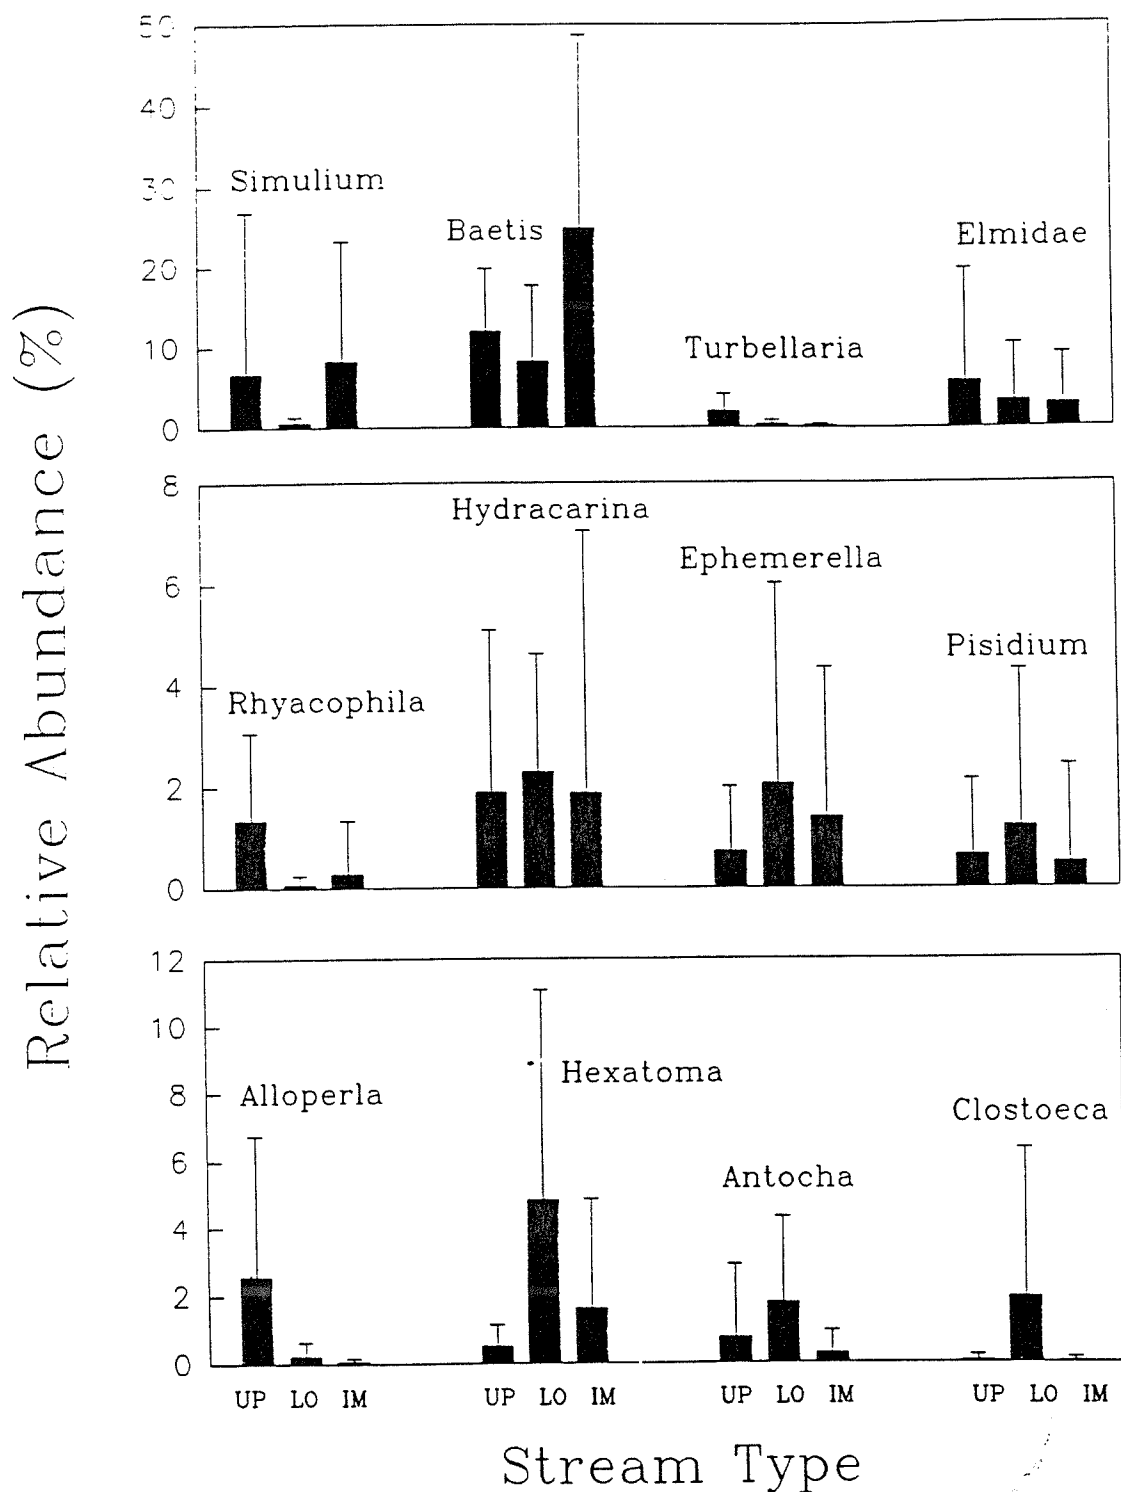 Relative Abundance (%)
50
40
30
20
10
0
Simulium
Baetis
Turbellaria
Elmidae
8
6
4
2
0
Rhyacophila
Hydracarina
Ephemerella
Pisidium
12
10
8
6
4
2
0
Alloperla
Hexatoma
Antocha
Clostoeca
UP LO IM UP LO IM UP LO IM UP LO IM
Stream Type